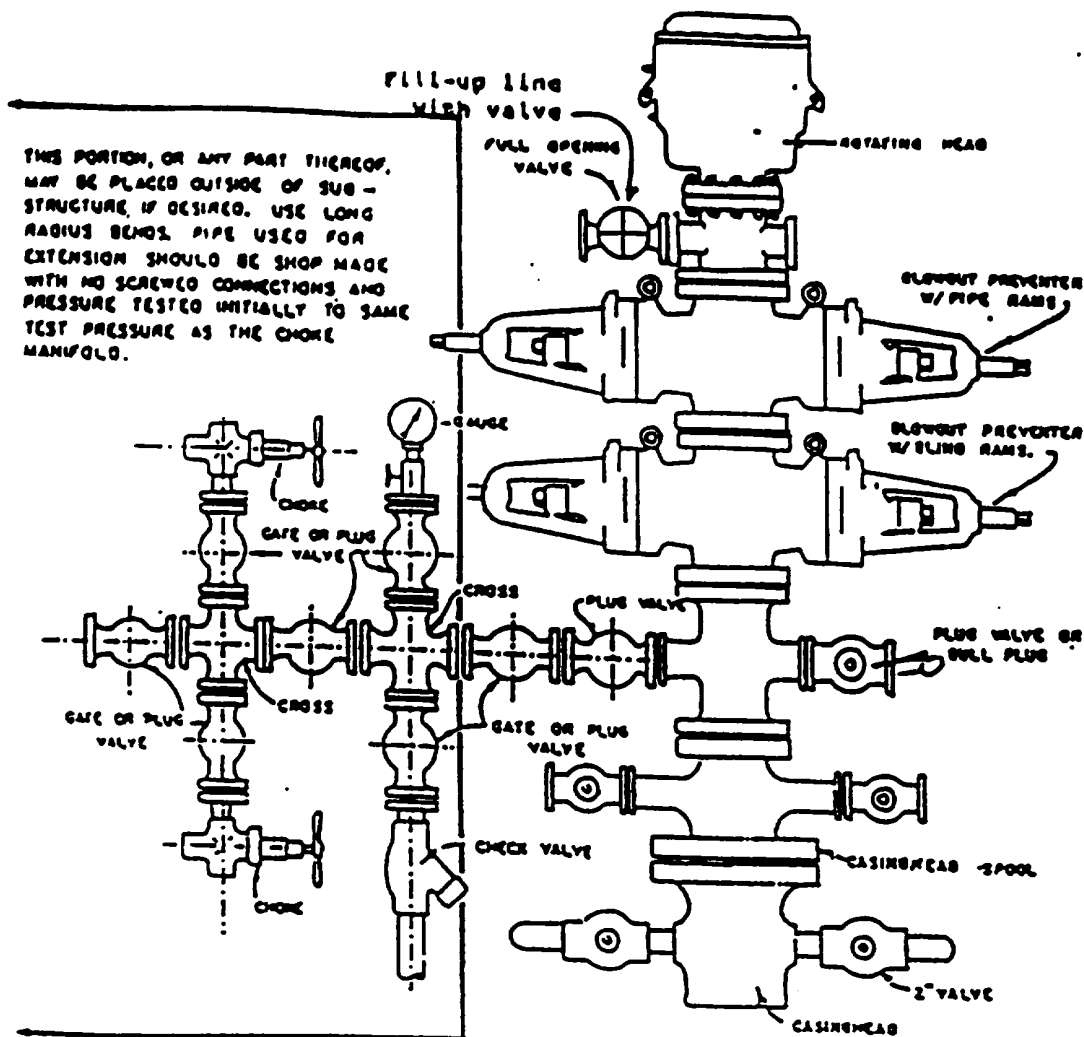 Fill-up line
with valve
FULL OPENING
VALVE
ROTATING HEAD
THIS PORTION, OR ANY PART THEREOF,
MAY BE PLACED OUTSIDE OF SUB-
STRUCTURE, IF DESIRED. USE LONG
RADIUS BENDS. PIPE USED FOR
EXTENSION SHOULD BE SHOP MADE
WITH NO SCREWED CONNECTIONS AND
PRESSURE TESTED INITIALLY TO SAME
TEST PRESSURE AS THE CHOKE
MANIFOLD.
BLOWOUT PREVENTER
W/ PIPE RAMS
GAUGE
BLOWOUT PREVENTER
W/ BLIND RAMS.
CHOKE
GATE OR PLUG
VALVE
CROSS
PLUG VALVE
PLUG VALVE OR
BULL PLUG
CROSS
GATE OR PLUG
VALVE
GATE OR PLUG
VALVE
CHECK VALVE
CASINGHEAD SPOOL
CHOKE
2" VALVE
CASINGHEAD